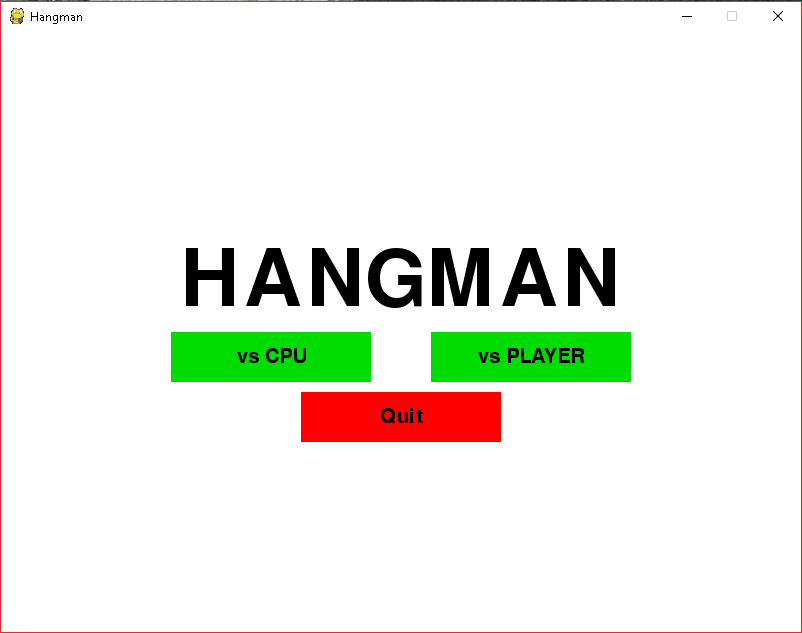 Hangman
HANGMAN
vs CPU
vs PLAYER
Quit